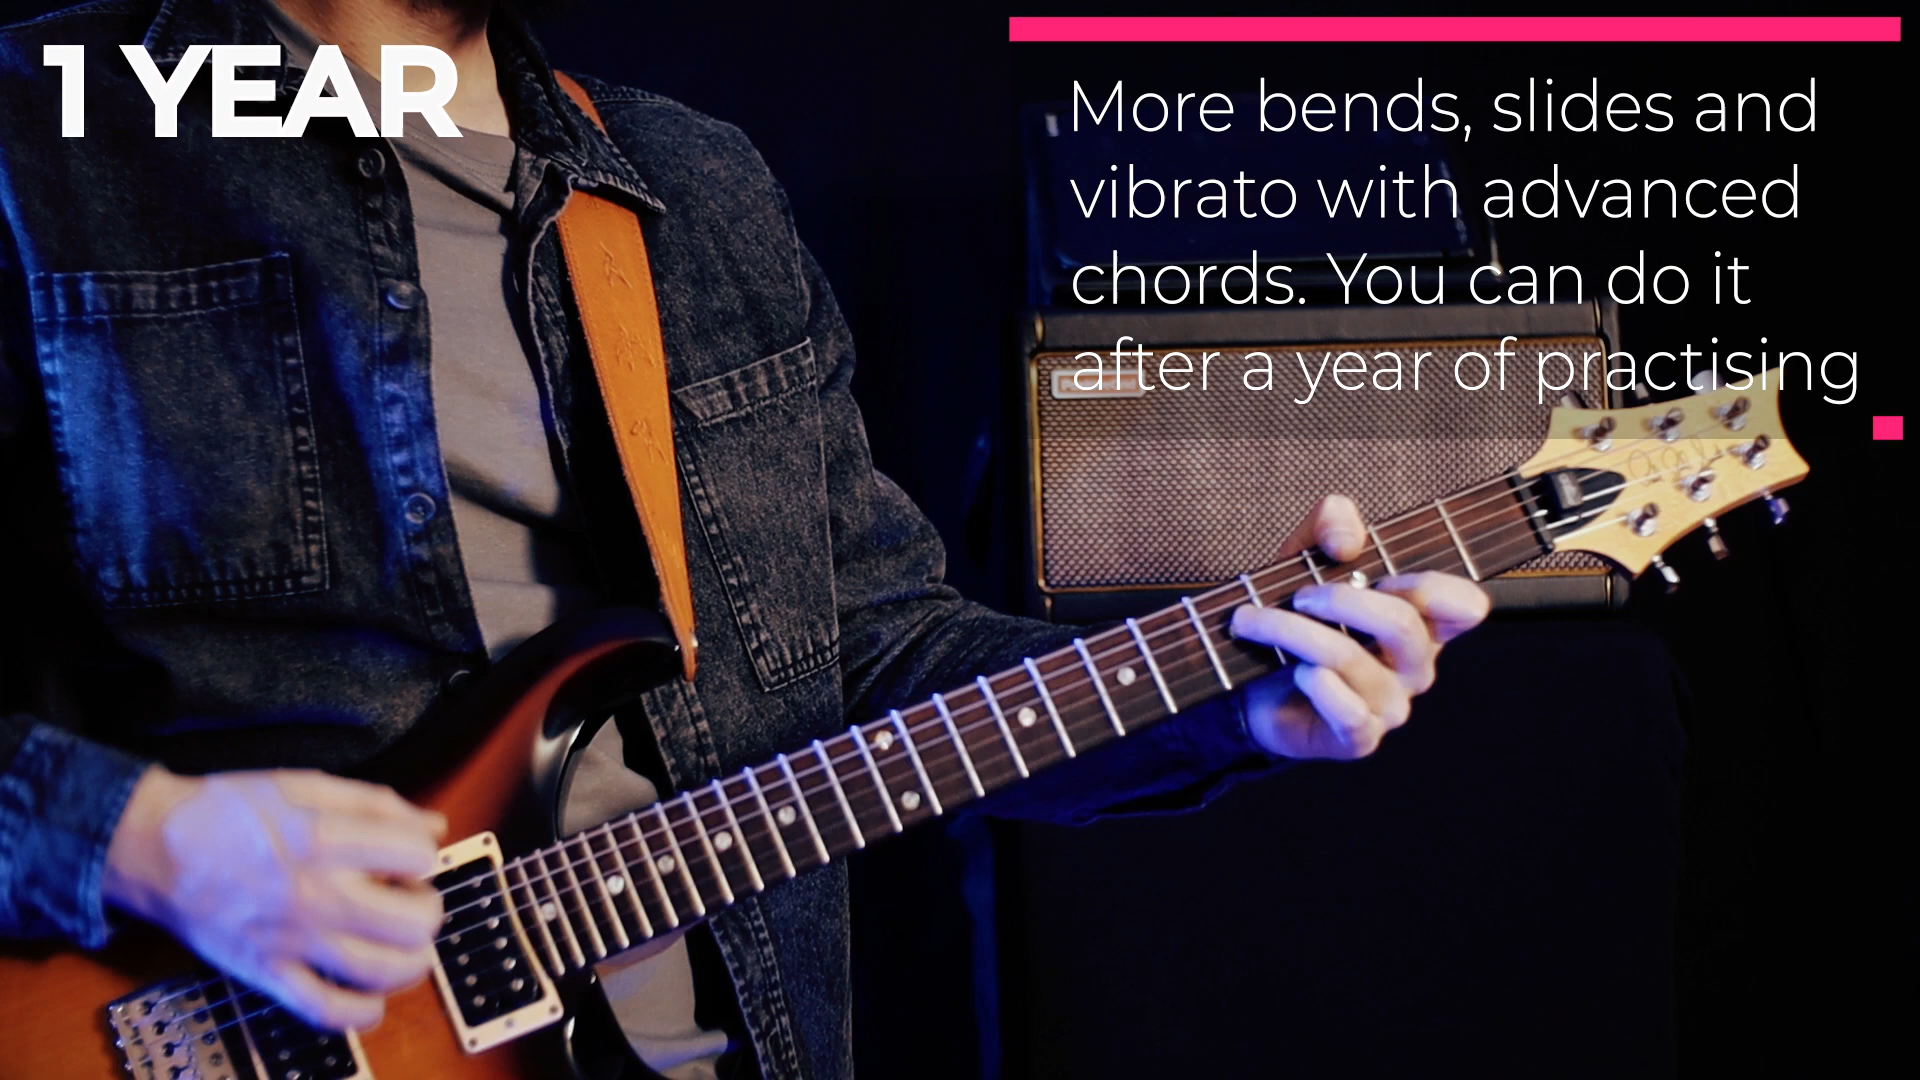 1 YEAR
More bends, slides and
vibrato with advanced
chords. You can do it
after a year of practising